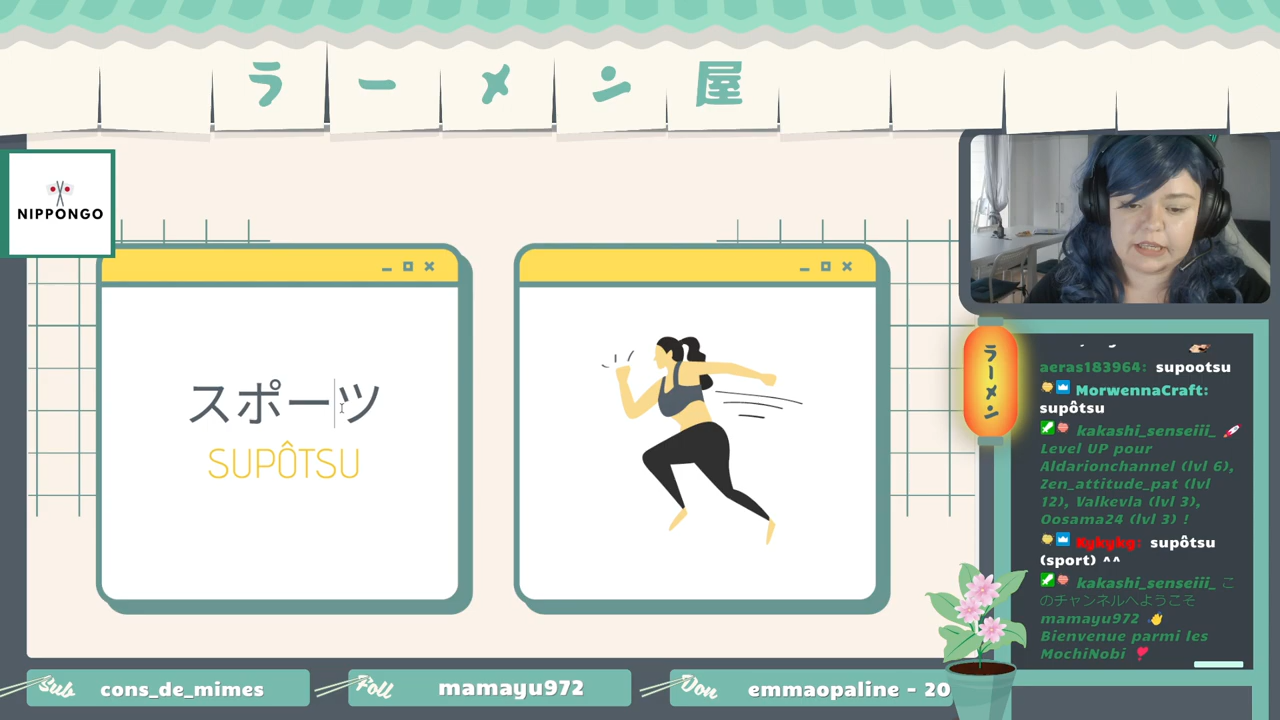 ラーメン屋
NIPPONGO
スポーツ
SUPÔTSU
ラーメン
aeras183964: supootsu
MorwennaCraft:
supôtsu
kakashi_senseiii_
Level UP pour
Aldarionchannel (lvl 6),
Zen_attitude_pat (lvl
12), Valkevla (lvl 3),
Oosama24 (lvl 3) !
Kykykg: supôtsu
(sport) ^^
kakashi_senseiii_ こ
のチャンネルへようこそ
mamayu972
Bienvenue parmi les
MochiNobi
Sub cons_de_mimes
Foll mamayu972
Don emmaopaline - 20